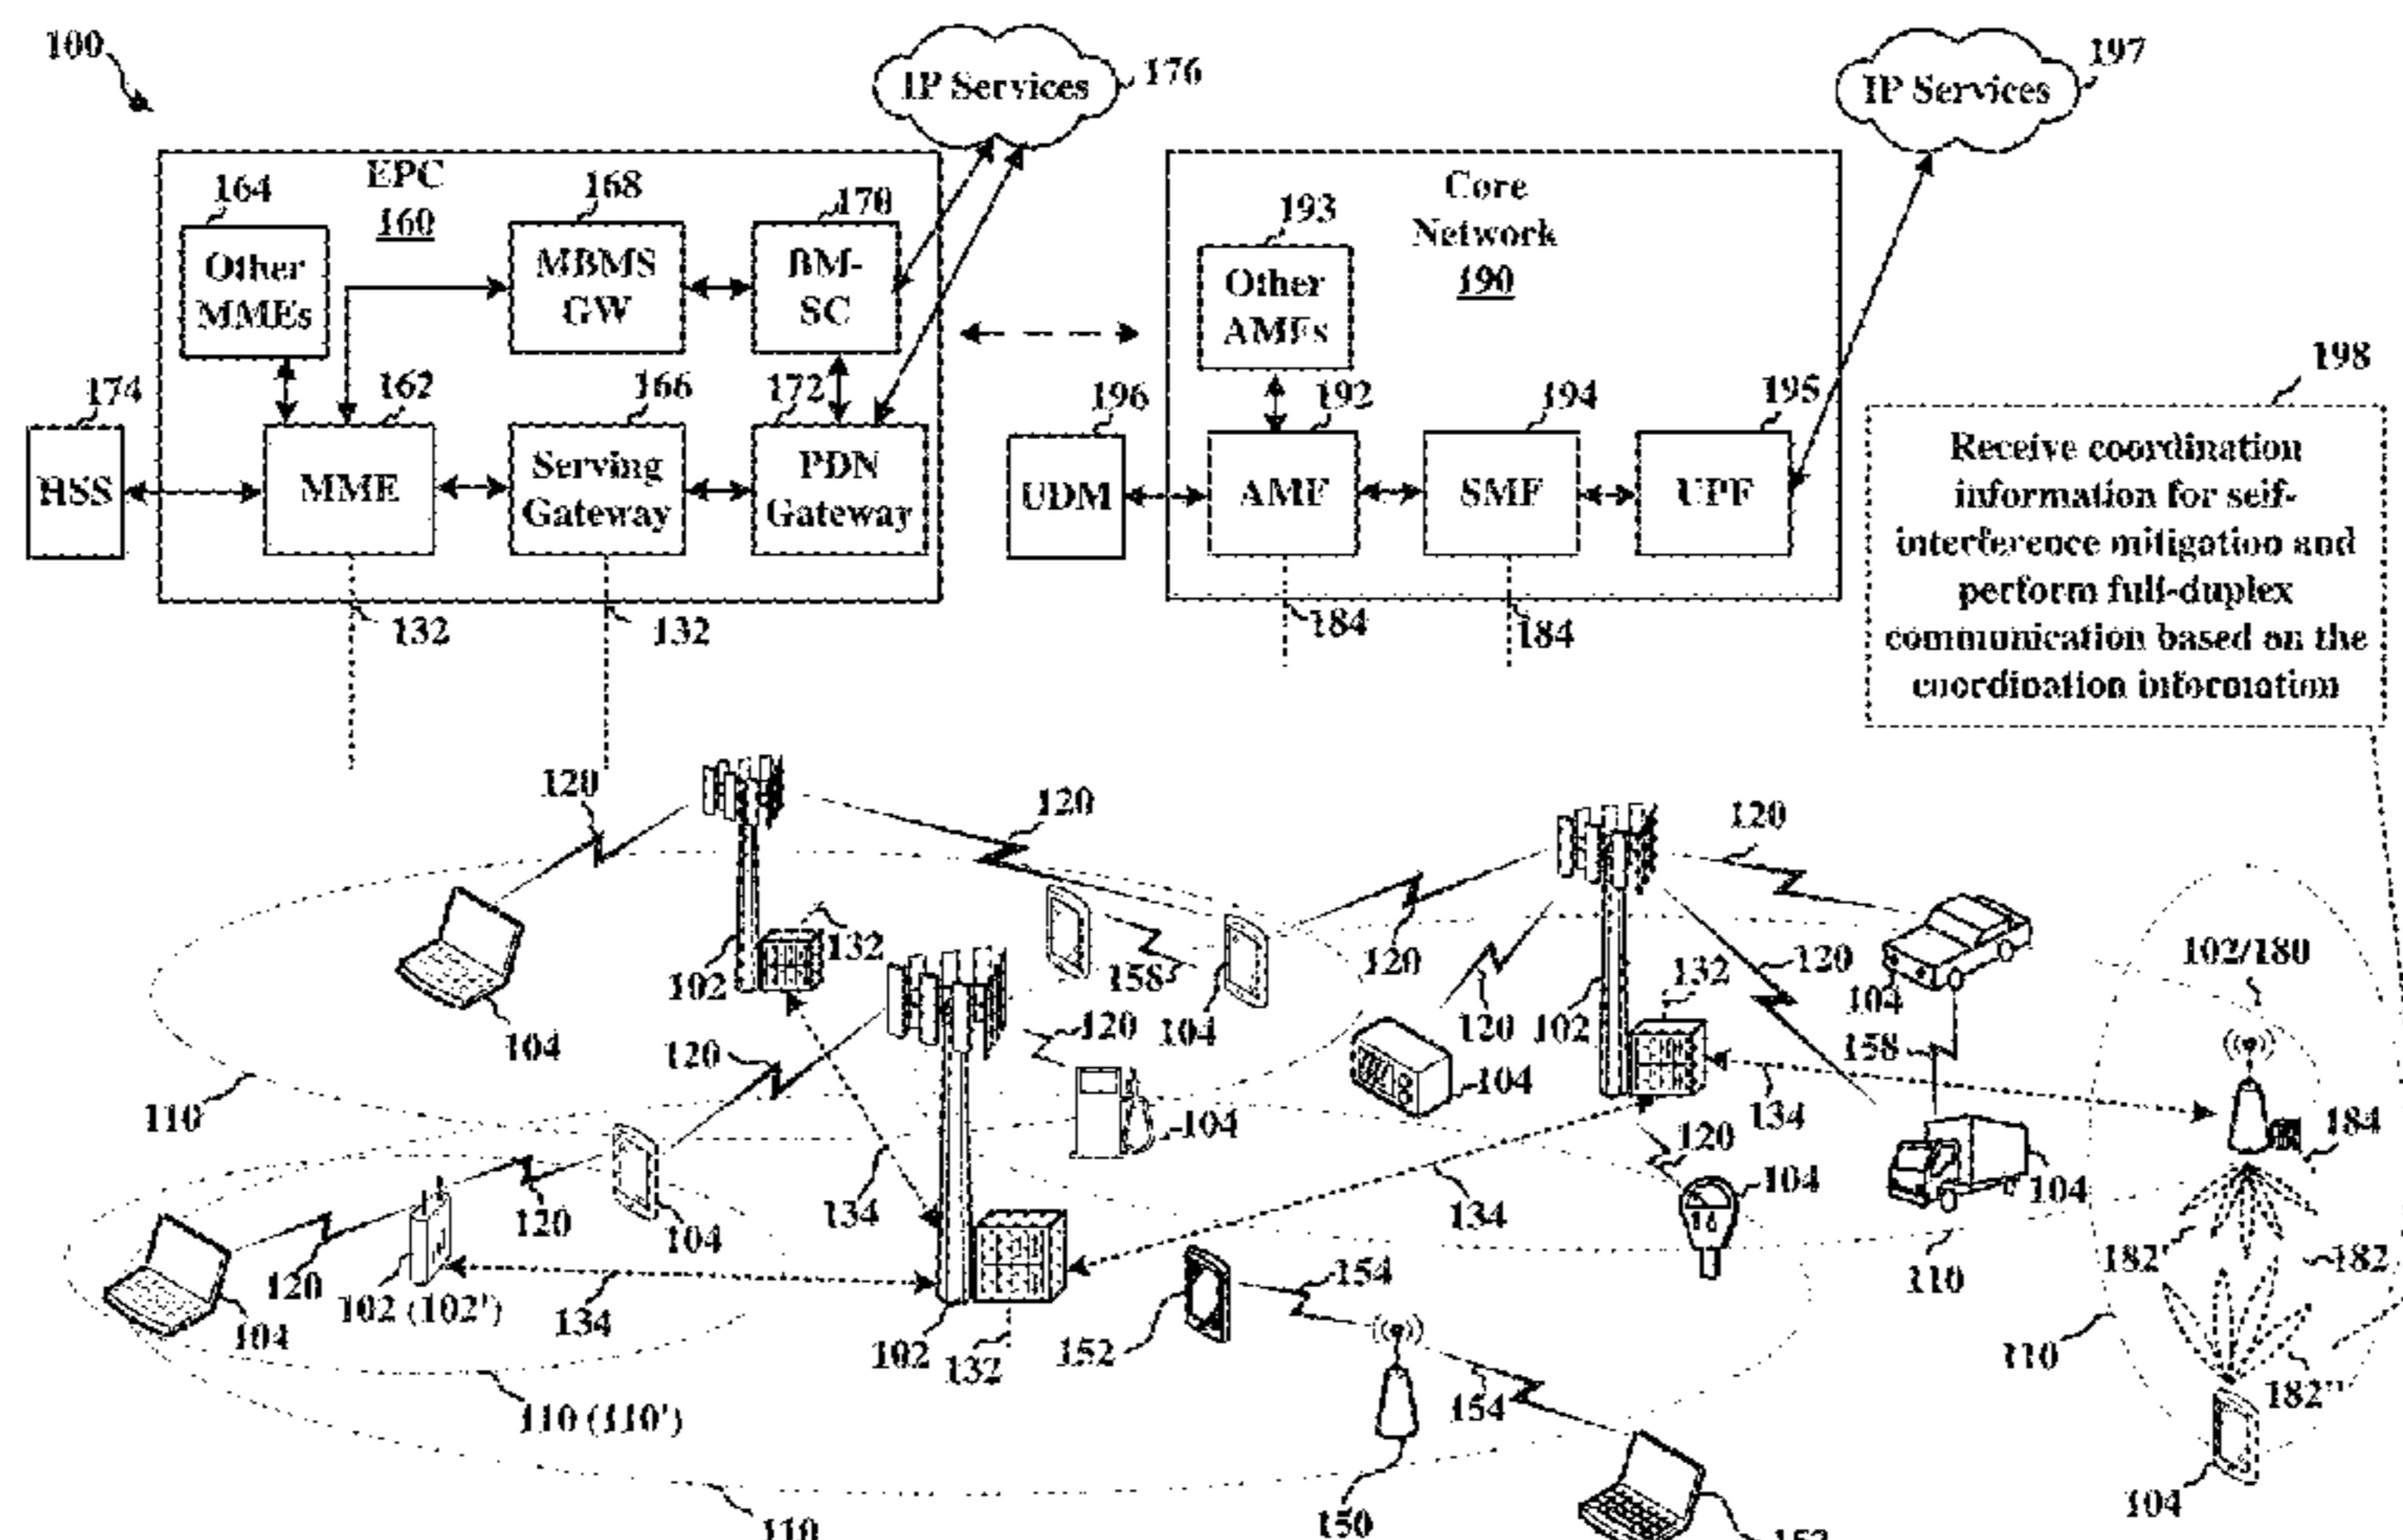 100
IP Services
176
IP Services
197
EPC
160
164
Other
MMEs
168
MBMS
GW
170
BM-
SC
Core
Network
190
193
Other
AMFs
198
174
HSS
162
MME
166
Serving
Gateway
172
PDN
Gateway
196
UDM
192
AMF
194
SMF
195
UPF
Receive coordination
information for self-
interference mitigation and
perform full-duplex
communication based on the
coordination information
132
132
184
184
120
120
120
102
132
158
104
120
120
102
132
120
104
102/180
104
120
120
104
158
110
104
134
184
120
104
134
120
104
104
182'
182
120
102 (102')
134
104
134
110
104
102
132
152
154
110
182''
110 (110')
154
104
110
150
152